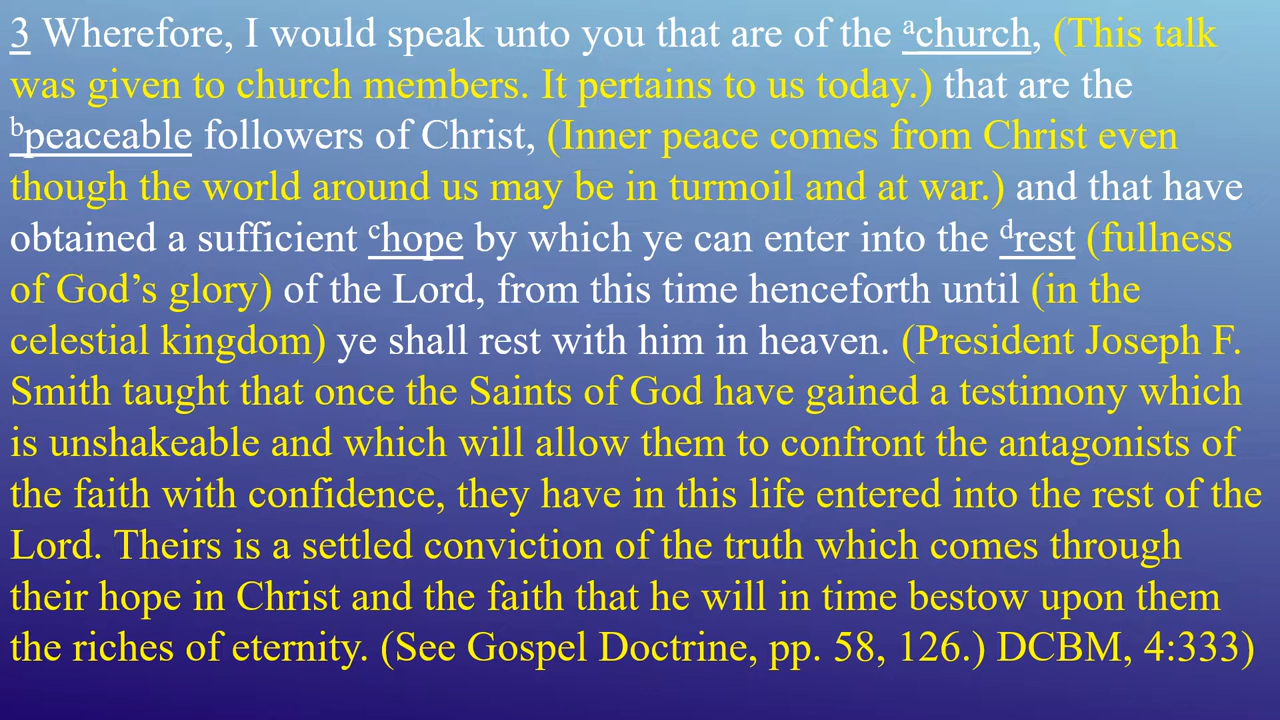 3 Wherefore, I would speak unto you that are of the ᵃchurch, (This talk
was given to church members. It pertains to us today.) that are the
ᵇpeaceable followers of Christ, (Inner peace comes from Christ even
though the world around us may be in turmoil and at war.) and that have
obtained a sufficient ᶜhope by which ye can enter into the ᵈrest (fullness
of God’s glory) of the Lord, from this time henceforth until (in the
celestial kingdom) ye shall rest with him in heaven. (President Joseph F.
Smith taught that once the Saints of God have gained a testimony which
is unshakeable and which will allow them to confront the antagonists of
the faith with confidence, they have in this life entered into the rest of the
Lord. Theirs is a settled conviction of the truth which comes through
their hope in Christ and the faith that he will in time bestow upon them
the riches of eternity. (See Gospel Doctrine, pp. 58, 126.) DCBM, 4:333)